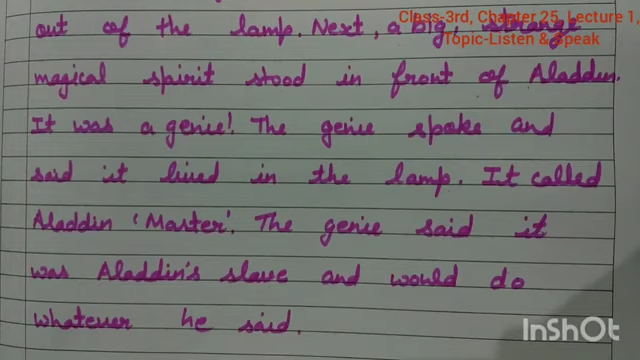 Class-3rd, Chapter 25, Lecture 1,
Topic-Listen & Speak
out of the lamp. Next, a big, strange
magical spirit stood in front of Aladdin.
It was a genie! The genie spoke and
said it lived in the lamp. It called
Aladdin 'Master'. The genie said it
was Aladdin's slave and would do
whatever he said.
InShOt